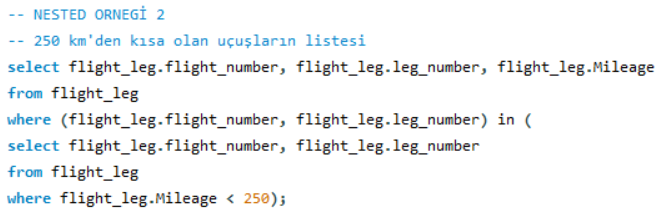 -- NESTED ORNEGİ 2
-- 250 km'den kısa olan uçuşların listesi
select flight_leg.flight_number, flight_leg.leg_number, flight_leg.Mileage
from flight_leg
where (flight_leg.flight_number, flight_leg.leg_number) in (
select flight_leg.flight_number, flight_leg.leg_number
from flight_leg
where flight_leg.Mileage < 250);